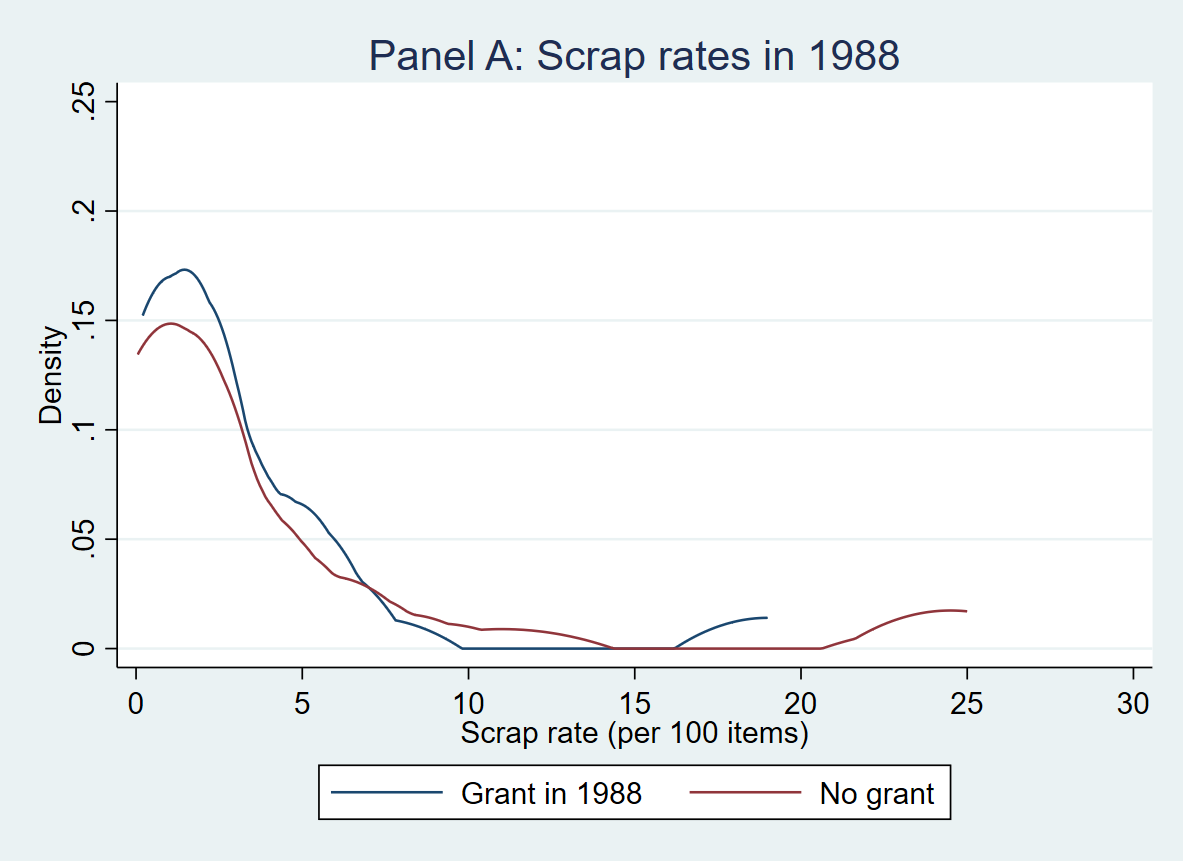 Panel A: Scrap rates in 1988
Density
.25
.2
.15
.1
.05
0
0 5 10 15 20 25 30
Scrap rate (per 100 items)
Grant in 1988 No grant